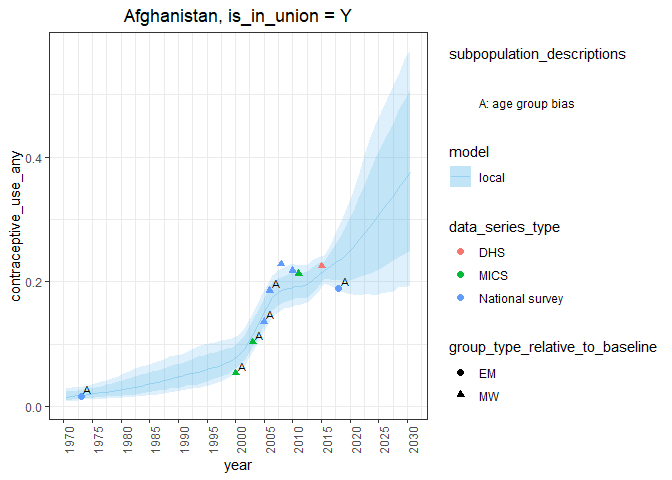 Afghanistan, is_in_union = Y
contraceptive_use_any
0.4
0.2
0.0
A
A
A
A
A
A
1970
1975
1980
1985
1990
1995
2000
2005
2010
2015
2020
2025
2030
year
subpopulation_descriptions
A: age group bias
model
local
data_series_type
DHS
MICS
National survey
group_type_relative_to_baseline
EM
MW